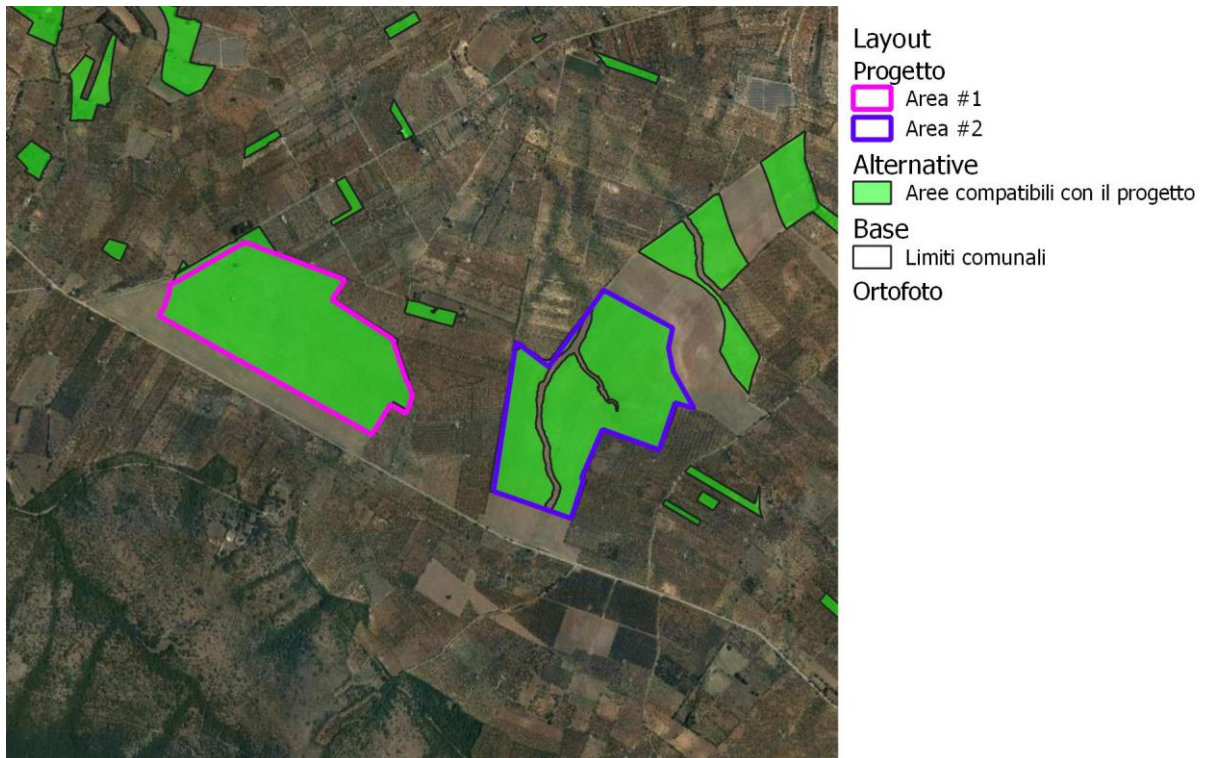 Layout
Progetto
Area #1
Area #2
Alternative
Aree compatibili con il progetto
Base
Limiti comunali
Ortofoto